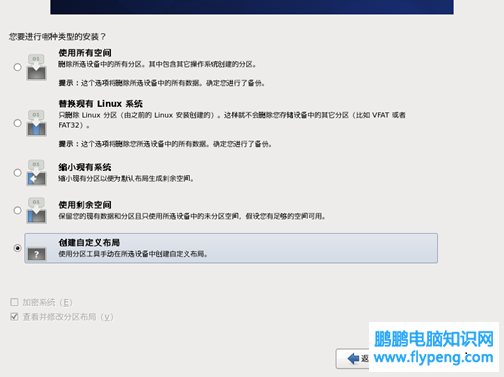 您要进行哪种类型的安装？
使用所有空间
删除所选设备中的所有分区。其中包含其它操作系统创建的分区。
提示：这个选项将删除所选设备中的所有数据。确定您进行了备份。
替换现有 Linux 系统
只删除 Linux 分区（由之前的 Linux 安装创建的）。这样就不会删除您存储设备中的其它分区（比如 VFAT 或者
FAT32）。
提示：这个选项将删除您所选设备中的所有数据。确定您进行了备份。
缩小现有系统
缩小现有分区以便为默认布局生成剩余空间。
使用剩余空间
保留您的现有数据和分区且只使用所选设备中的未分区空间，假设您有足够的空间可用。
创建自定义布局
使用分区工具手动在所选设备中创建自定义布局。
加密系统（E）
查看并修改分区布局（V）
返
鹏鹏电脑知识网
www.flypeng.com